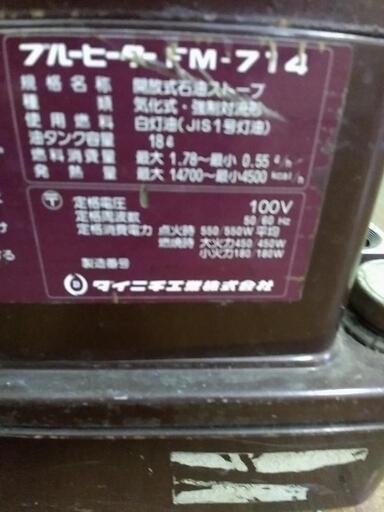 ブルーヒーター FM-714
規格名称 開放式石油ストーブ
種類 気化式・強制対流形
使用燃料 白灯油(JIS1号灯油)
油タンク容量 18ℓ
燃料消費量 最大 1.78~最小 0.55 ℓ/h
発熱量 最大 14700~最小4500 kcal/h
〒 定格電圧 100V
定格周波数 50/60 Hz
定格消費電力 点火時 550/550W 平均
燃焼時 大火力450/450W
小火力180/180W
製造番号
ダイニチ工業株式会社